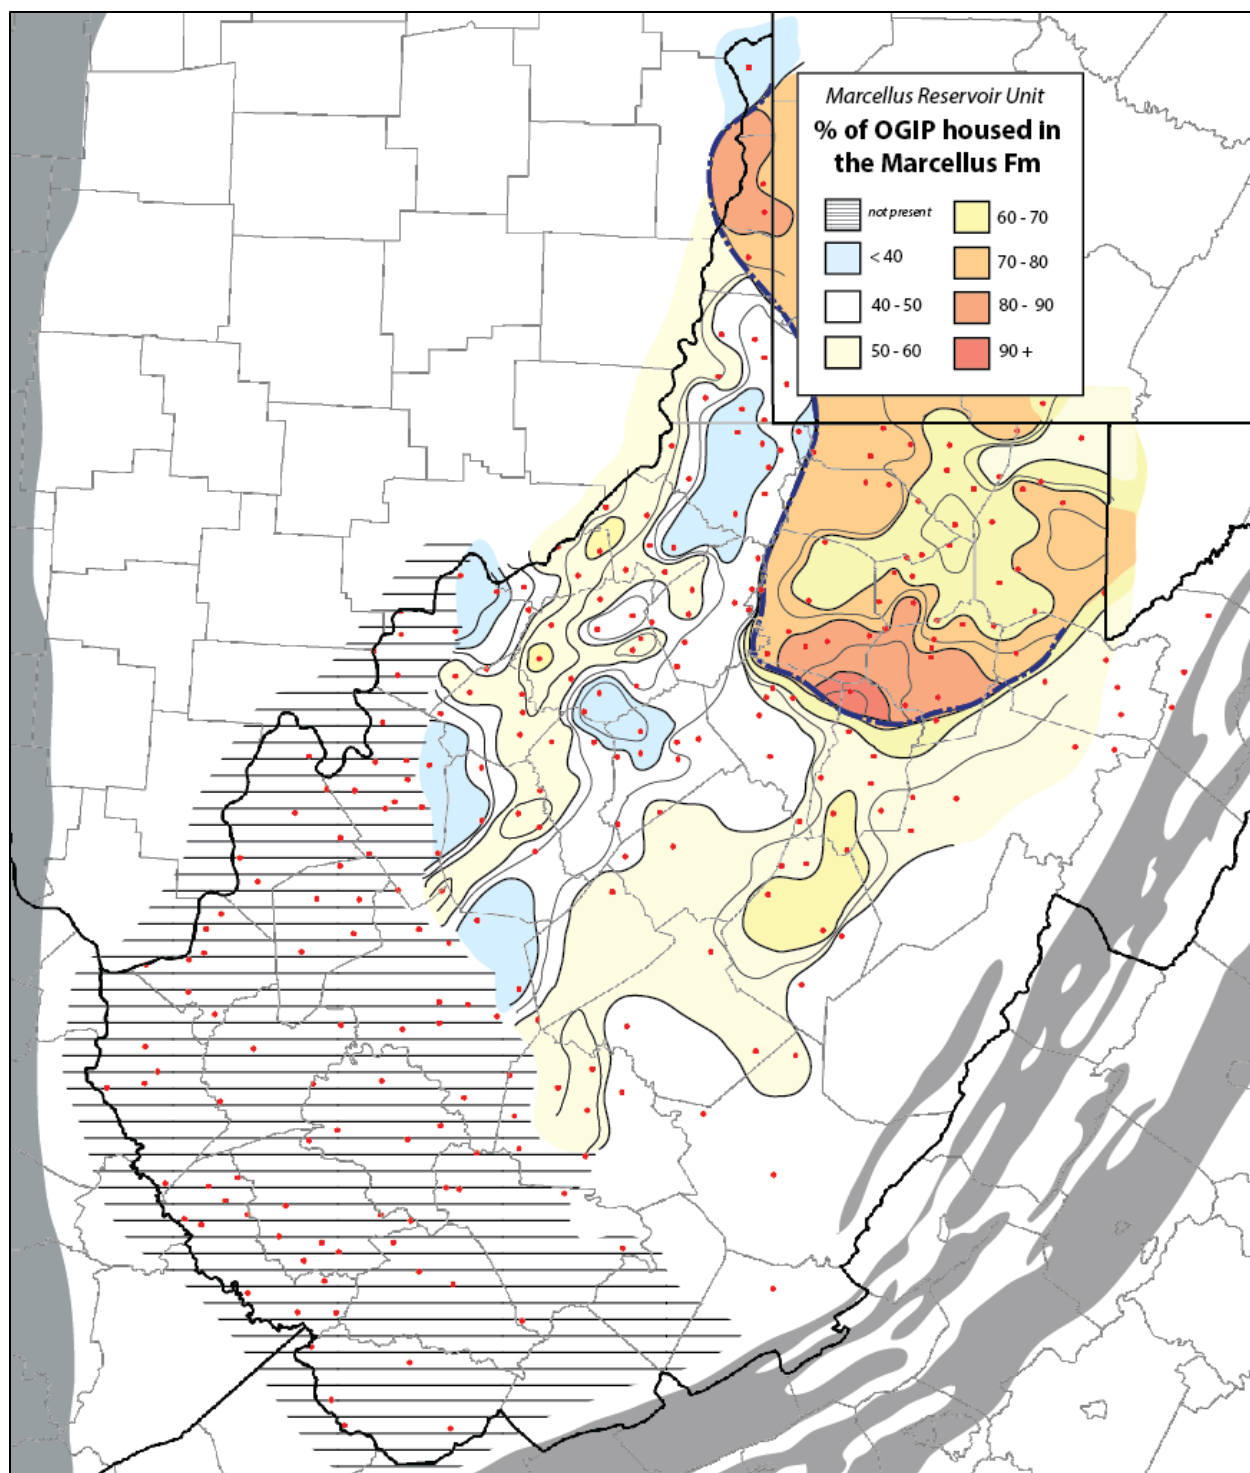 Marcellus Reservoir Unit
% of OGIP housed in
the Marcellus Fm
not present
< 40
40 - 50
50 - 60
60 - 70
70 - 80
80 - 90
90 +